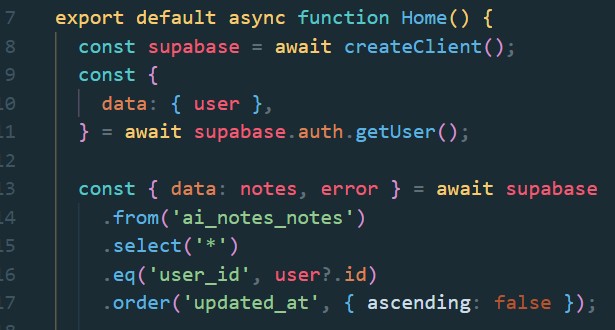 7 export default async function Home() {
8 const supabase = await createClient();
9 const {
10 data: { user },
11 } = await supabase.auth.getUser();
12
13 const { data: notes, error } = await supabase
14 .from('ai_notes_notes')
15 .select('*')
16 .eq('user_id', user?.id)
17 .order('updated_at', { ascending: false });